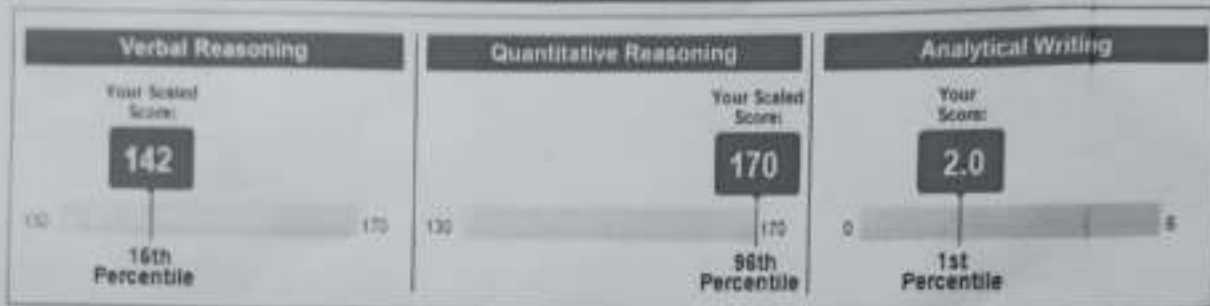 Verbal Reasoning
Your Scaled
Score:
142
130
170
16th
Percentile
Quantitative Reasoning
Your Scaled
Score:
170
130
170
96th
Percentile
Analytical Writing
Your
Score:
2.0
0
6
1st
Percentile